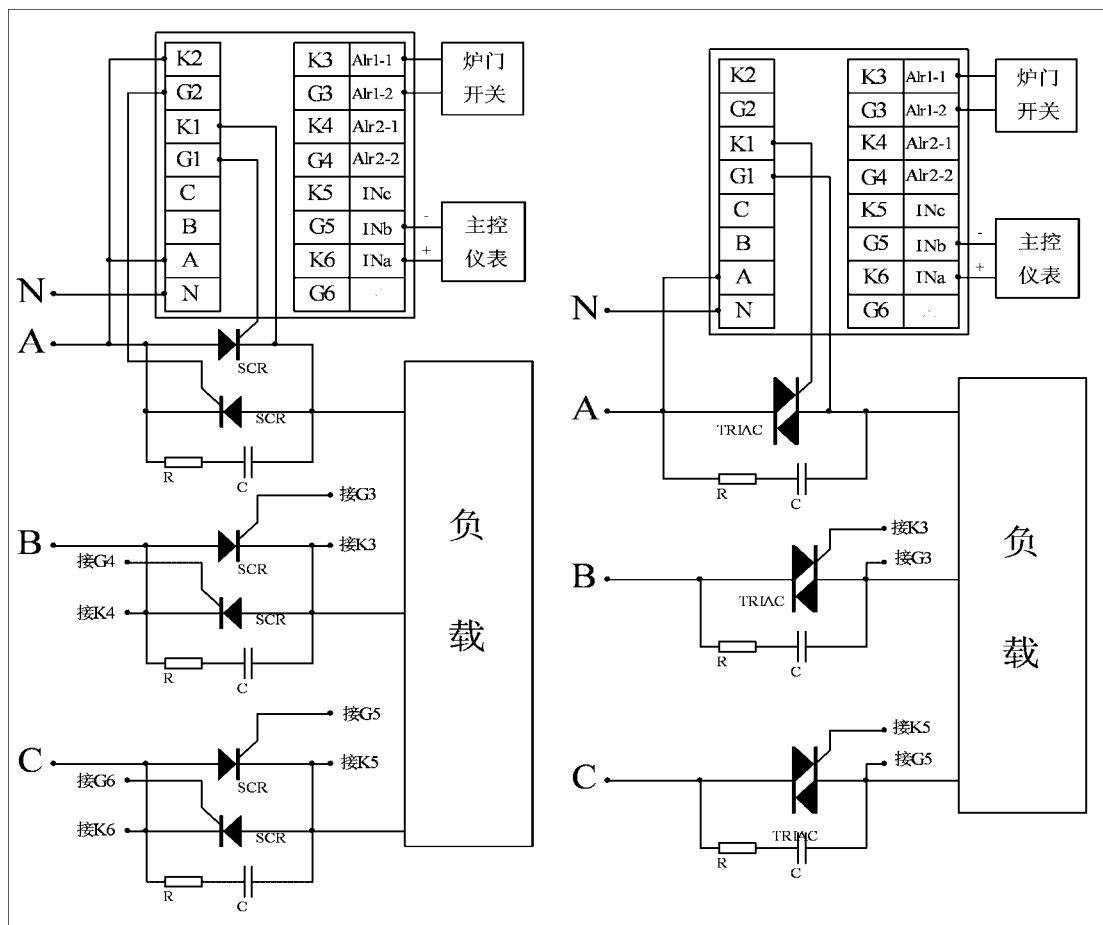 K2
G2
K1
G1
C
B
A
N
K3 Alr1-1
G3 Alr1-2
K4 Alr2-1
G4 Alr2-2
K5 INc
G5 INb
K6 INa
G6
炉门
开关
-
+
主控
仪表
N
A
SCR
SCR
R
C
接G3
B
接K3
接G4
SCR
接K4
SCR
R
C
接G5
C
接K5
接G6
SCR
接K6
SCR
R
C
负
载
K2
G2
K1
G1
C
B
A
N
K3 Alr1-1
G3 Alr1-2
K4 Alr2-1
G4 Alr2-2
K5 INc
G5 INb
K6 INa
G6
炉门
开关
-
+
主控
仪表
N
A
TRIAC
R
C
接K3
接G3
B
TRIAC
R
C
接K5
接G5
C
TRIAC
R
C
负
载